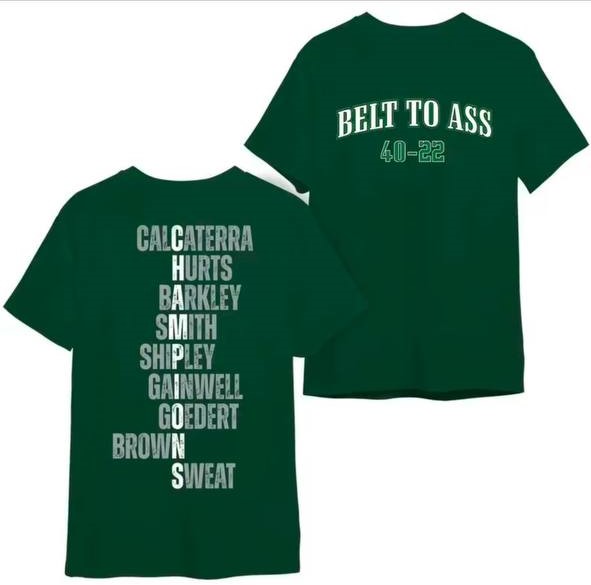 BELT TO ASS
40-22
CALCATERRA
HURTS
BARKLEY
SMITH
SHIPLEY
GAINWELL
GOEDERT
BROWN
SWEAT